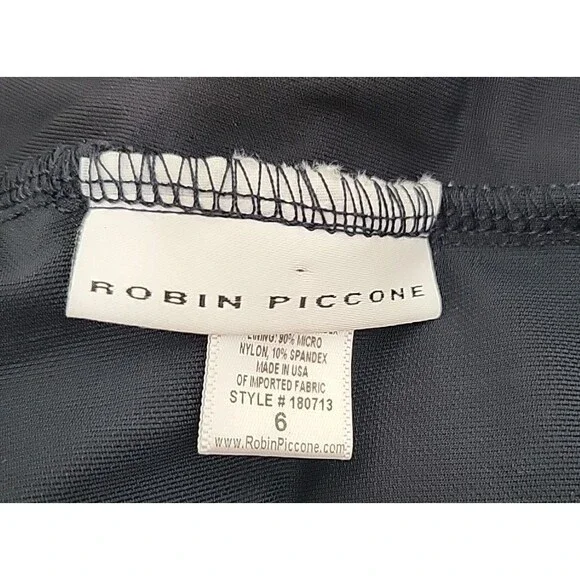 ROBIN PICCONE
LINING: 90% MICRO
NYLON, 10% SPANDEX
MADE IN USA
OF IMPORTED FABRIC
STYLE # 180713
6
www.RobinPiccone.com